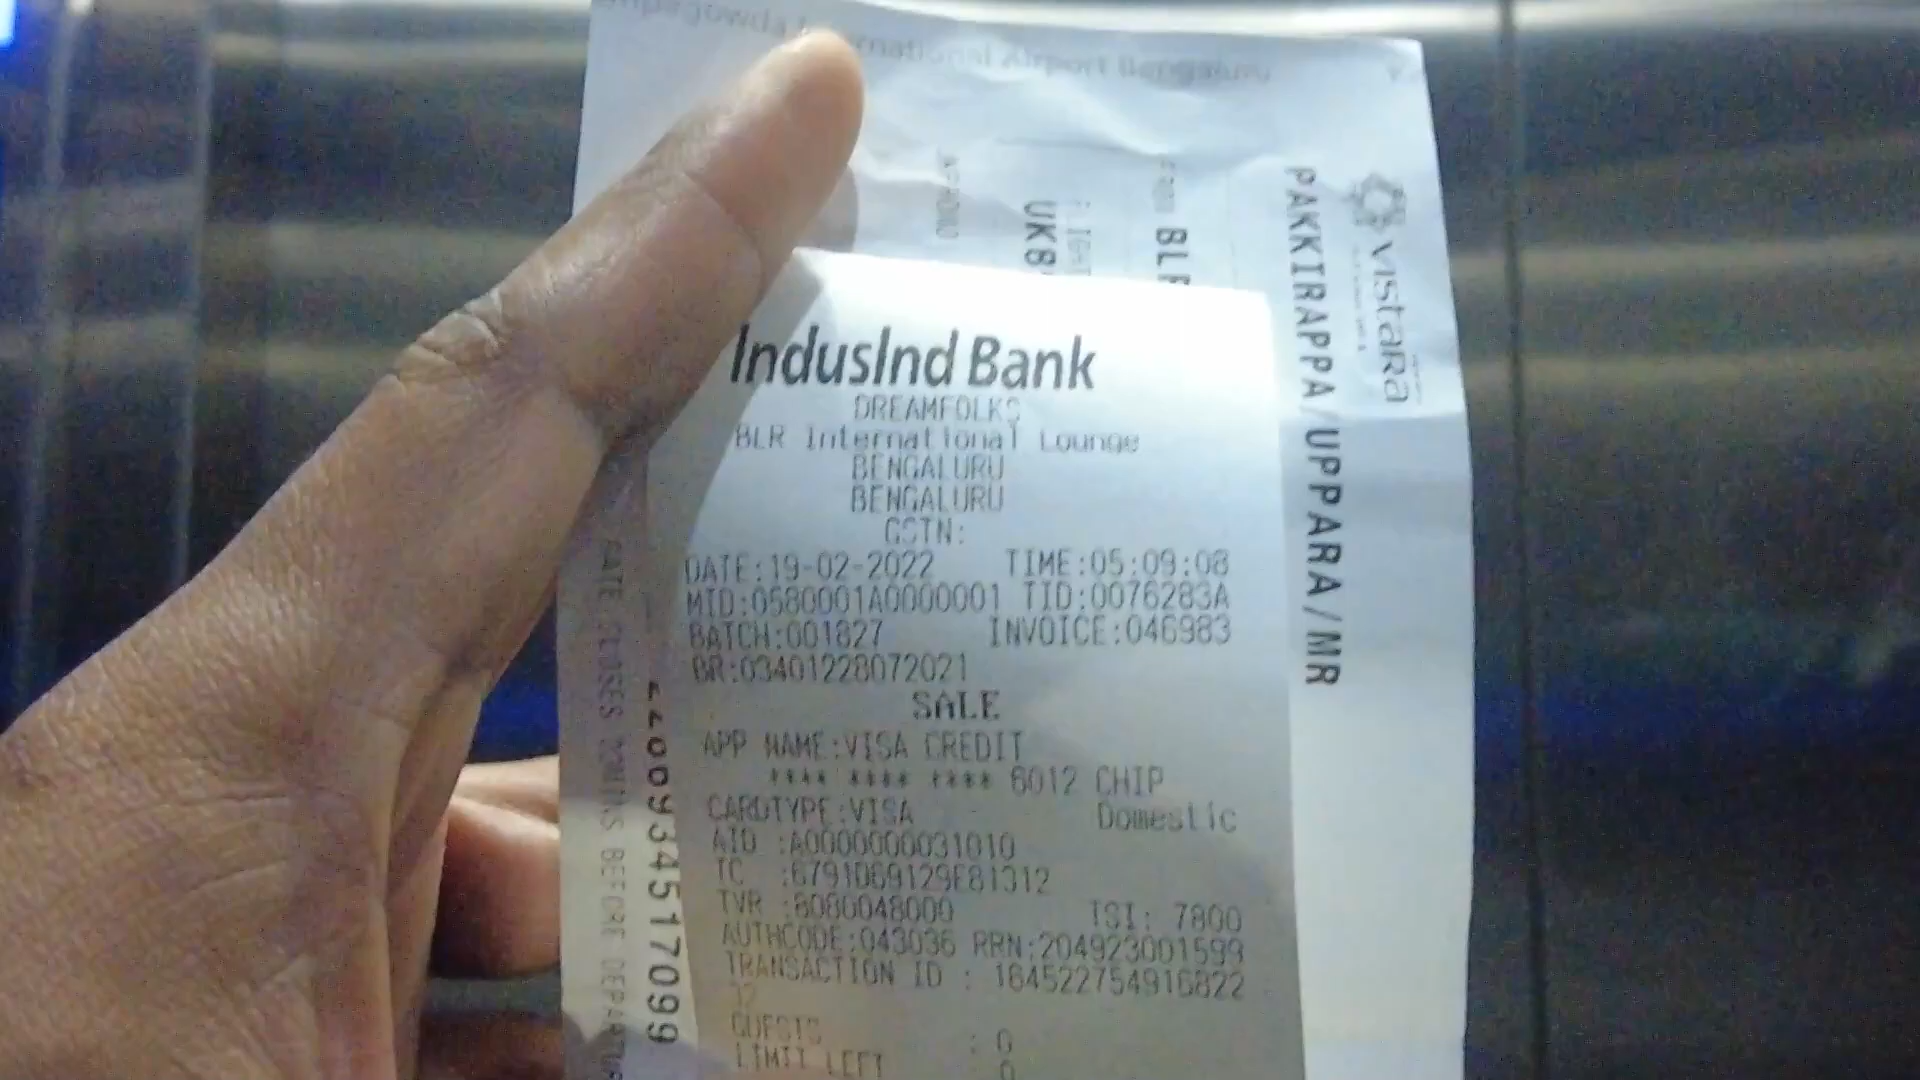 International Airport Bengaluru
vistara
PAKKIRAPPA/UPPARA/MR
BLR
UK8
IndusInd Bank
DREAMFOLKS
BLR International Lounge
BENGALURU
BENGALURU
GSTN:
DATE:19-02-2022 TIME:05:09:08
MID:0580001A0000001 TID:0076283A
BATCH:001827 INVOICE:046983
BR:03401228072021
SALE
APP NAME:VISA CREDIT
**** **** **** 6012 CHIP
CARDTYPE:VISA Domestic
AID :A0000000031010
TC :6791D69129E81312
TVR :8080048000 TSI: 7800
AUTHCODE:043036 RRN:204923001599
TRANSACTION ID : 164522754916822
32
GUESTS : 0
LIMIT LEFT 0
GATE CLOSES BEFORE
2200934517099